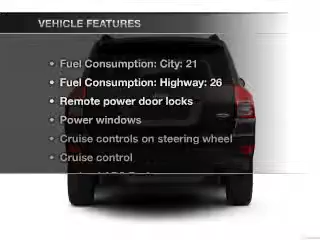 VEHICLE FEATURES
• Fuel Consumption: City: 21
• Fuel Consumption: Highway: 26
• Remote power door locks
• Power windows
• Cruise controls on steering wheel
• Cruise control